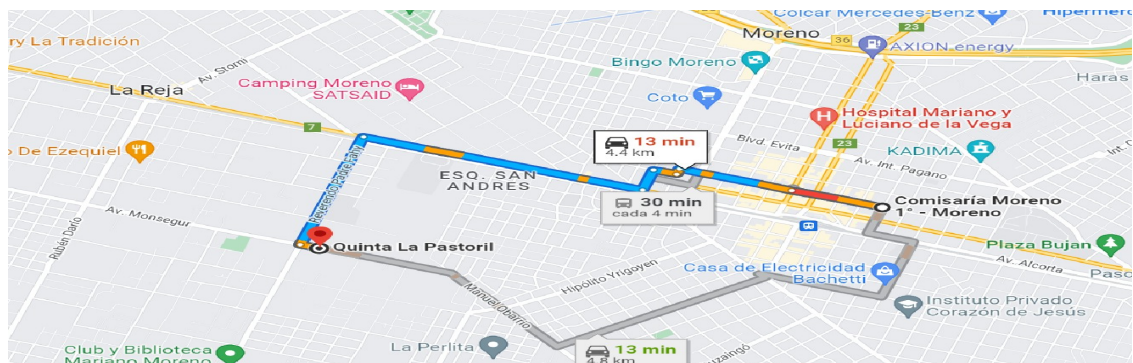 Colcar Mercedes-Benz
Hiperme
23
ry La Tradición
Moreno
36
AXION energy
Av. Storni
Bingo Moreno
Haras
Camping Moreno
SATSAID
La Reja
Coto
Hospital Mariano y
Luciano de la Vega
7
13 min
4.4 km
Blvd. Evita
23
KADIMA
Int. D
o De Ezequiel
Av. Int. Pagano
ESQ. SAN
ANDRES
30 min
cada 4 min
Comisaría Moreno
1° - Moreno
Av. Monsegur
Rubén Darío
Quinta La Pastoril
Plaza Bujan
Av. Alcorta
Paso
Casa de Electricidad
Bachetti
Hipólito Yrigoyen
Manuel Obarrio
Instituto Privado
Corazón de Jesús
La Perlita
13 min
4.8 km
uzaingó
Club y Biblioteca
Mariano Moreno